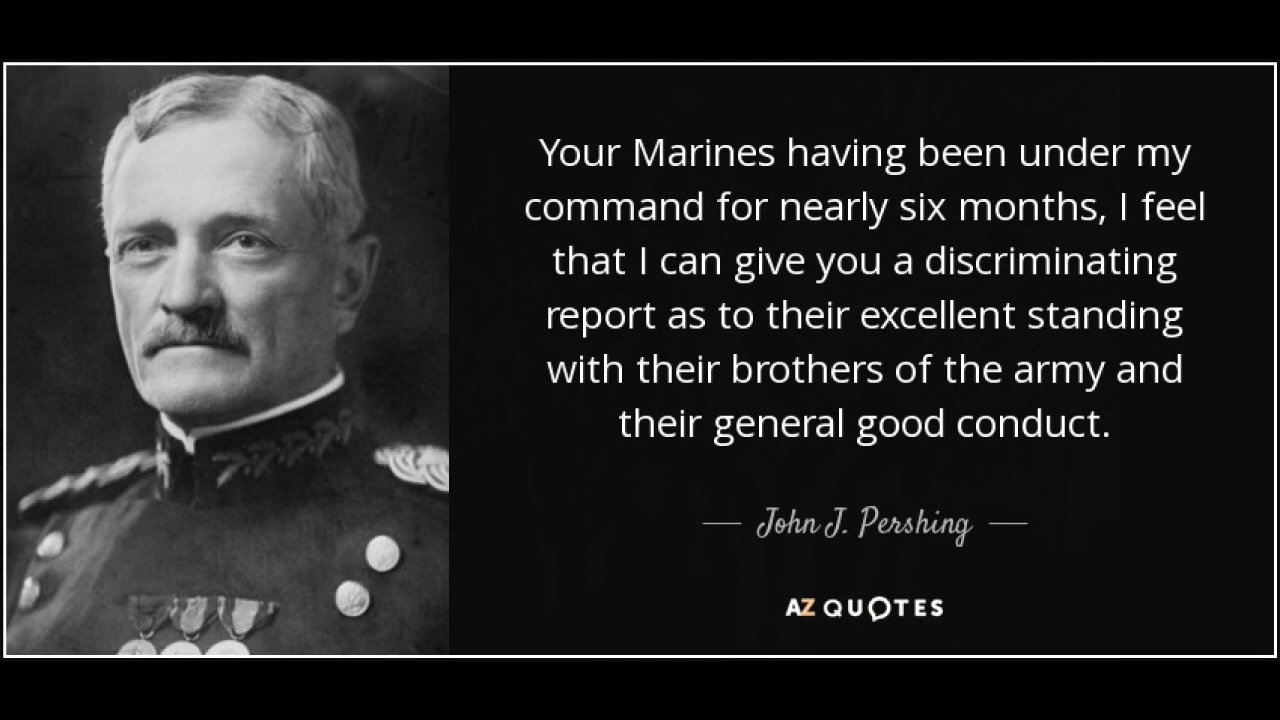 Your Marines having been under my
command for nearly six months, I feel
that I can give you a discriminating
report as to their excellent standing
with their brothers of the army and
their general good conduct.
John J. Pershing
AZ QUOTES